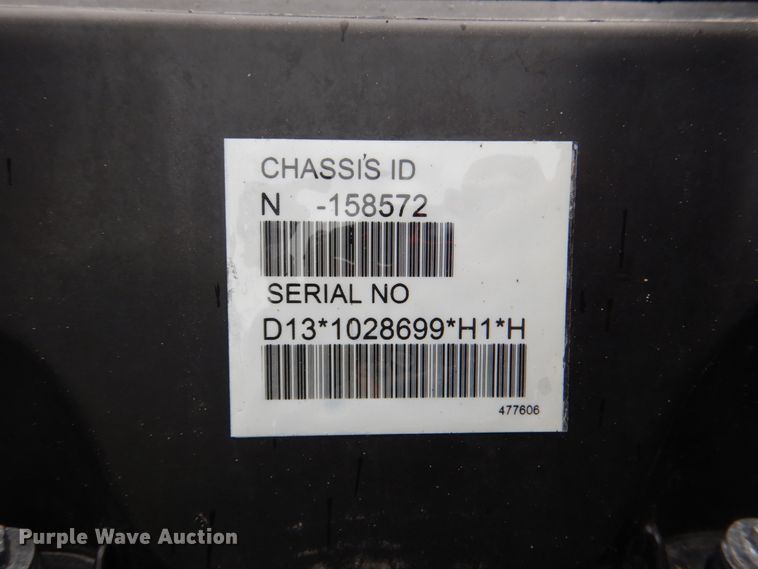 CHASSIS ID
N -158572
SERIAL NO
D13*1028699*H1*H
477606
Purple Wave Auction